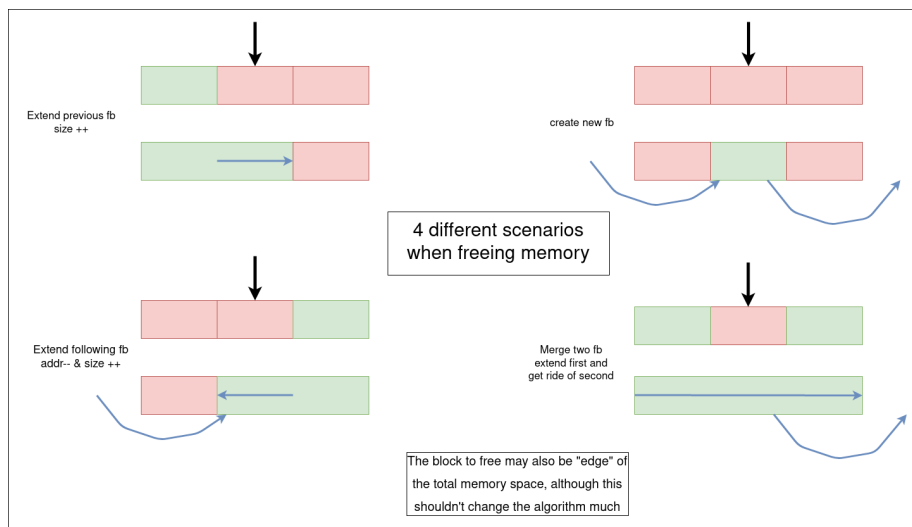 Extend previous fb
size ++
create new fb
4 different scenarios
when freeing memory
Extend following fb
addr-- & size ++
Merge two fb
extend first and
get ride of second
The block to free may also be "edge" of
the total memory space, although this
shouldn't change the algorithm much